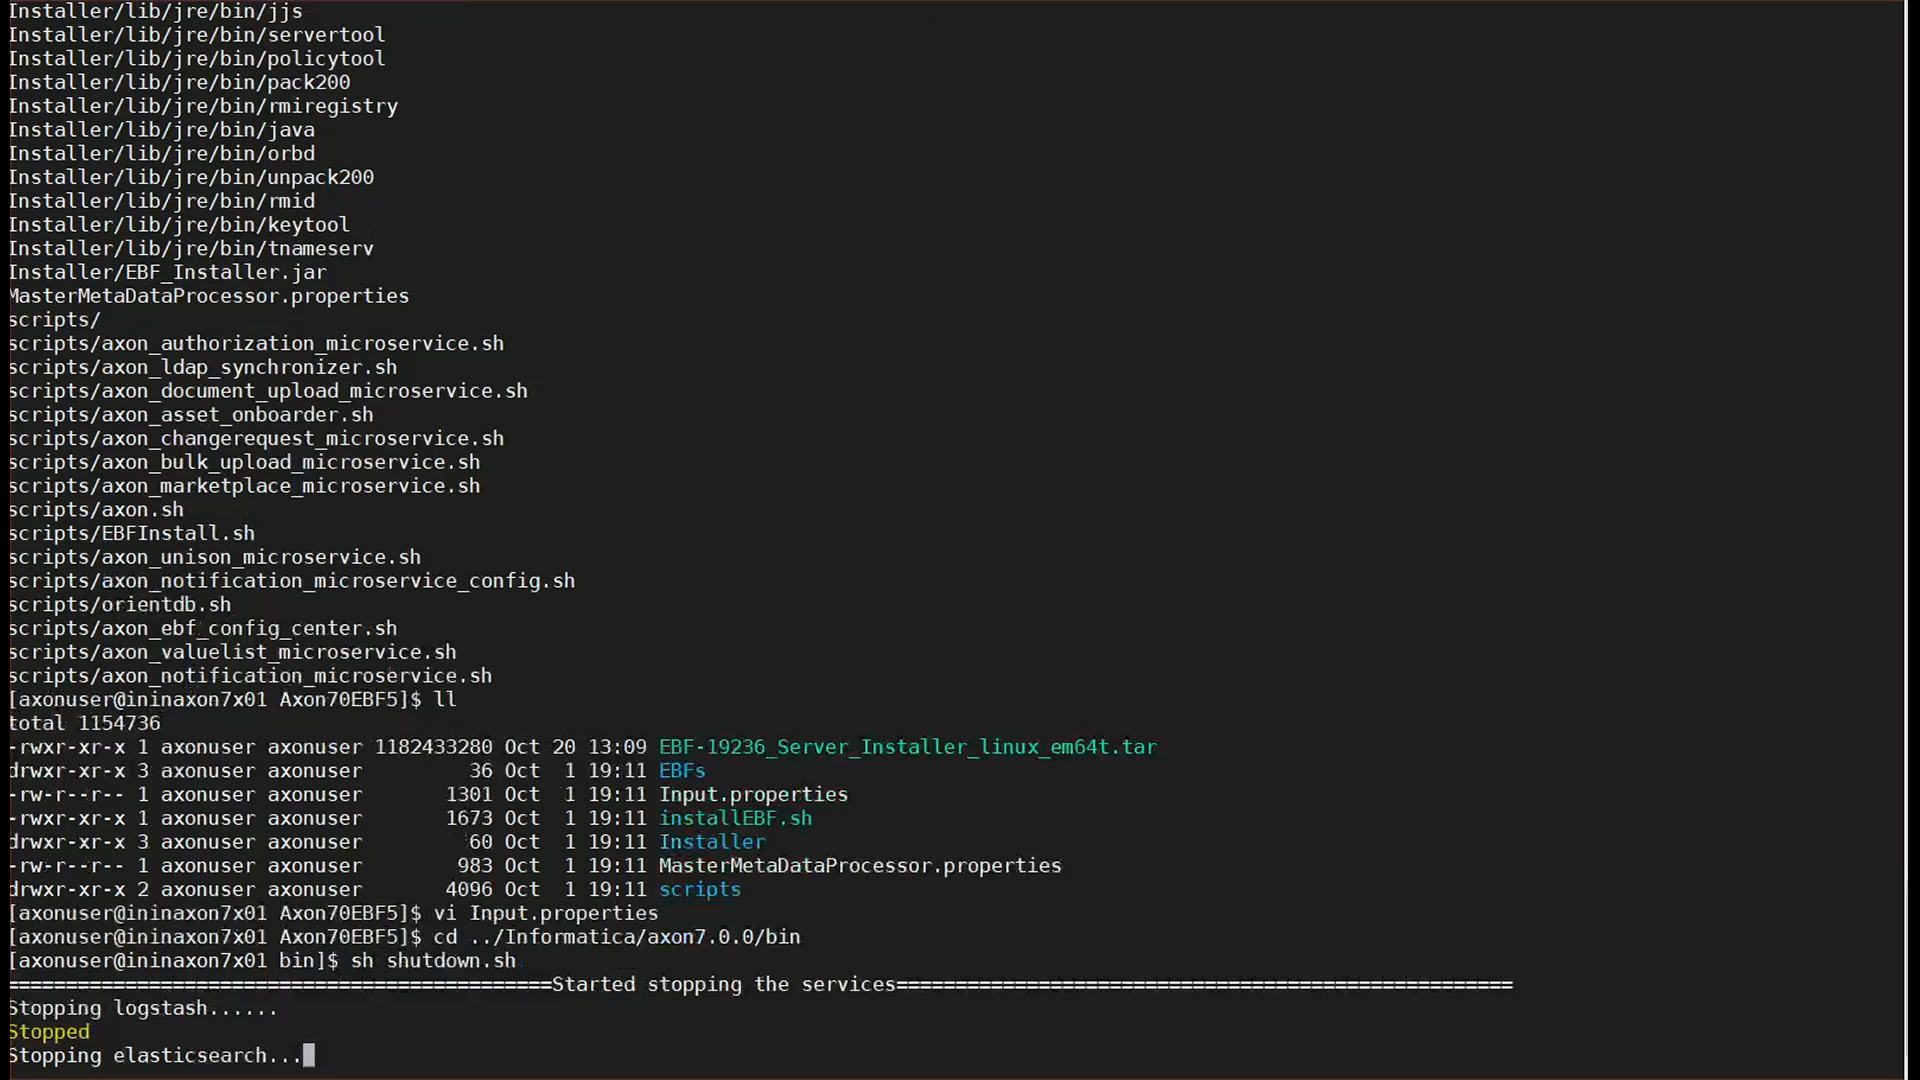 Installer/lib/jre/bin/jjs
Installer/lib/jre/bin/servertool
Installer/lib/jre/bin/policytool
Installer/lib/jre/bin/pack200
Installer/lib/jre/bin/rmiregistry
Installer/lib/jre/bin/java
Installer/lib/jre/bin/orbd
Installer/lib/jre/bin/unpack200
Installer/lib/jre/bin/rmid
Installer/lib/jre/bin/keytool
Installer/lib/jre/bin/tnameserv
Installer/EBF_Installer.jar
MasterMetaDataProcessor.properties
scripts/
scripts/axon_authorization_microservice.sh
scripts/axon_ldap_synchronizer.sh
scripts/axon_document_upload_microservice.sh
scripts/axon_asset_onboarder.sh
scripts/axon_changerequest_microservice.sh
scripts/axon_bulk_upload_microservice.sh
scripts/axon_marketplace_microservice.sh
scripts/axon.sh
scripts/EBFInstall.sh
scripts/axon_unison_microservice.sh
scripts/axon_notification_microservice_config.sh
scripts/orientdb.sh
scripts/axon_ebf_config_center.sh
scripts/axon_valuelist_microservice.sh
scripts/axon_notification_microservice.sh
[axonuser@ininaxon7x01 Axon70EBF5]$ ll
total 1154736
-rwxr-xr-x 1 axonuser axonuser 1182433280 Oct 20 13:09 EBF-19236_Server_Installer_linux_em64t.tar
drwxr-xr-x 3 axonuser axonuser         36 Oct  1 19:11 EBFs
-rw-r--r-- 1 axonuser axonuser       1301 Oct  1 19:11 Input.properties
-rwxr-xr-x 1 axonuser axonuser       1673 Oct  1 19:11 installEBF.sh
drwxr-xr-x 3 axonuser axonuser         60 Oct  1 19:11 Installer
-rw-r--r-- 1 axonuser axonuser        983 Oct  1 19:11 MasterMetaDataProcessor.properties
drwxr-xr-x 2 axonuser axonuser       4096 Oct  1 19:11 scripts
[axonuser@ininaxon7x01 Axon70EBF5]$ vi Input.properties
[axonuser@ininaxon7x01 Axon70EBF5]$ cd ../Informatica/axon7.0.0/bin
[axonuser@ininaxon7x01 bin]$ sh shutdown.sh
==============================================Started stopping the services====================================================
Stopping logstash......
Stopped
Stopping elasticsearch...